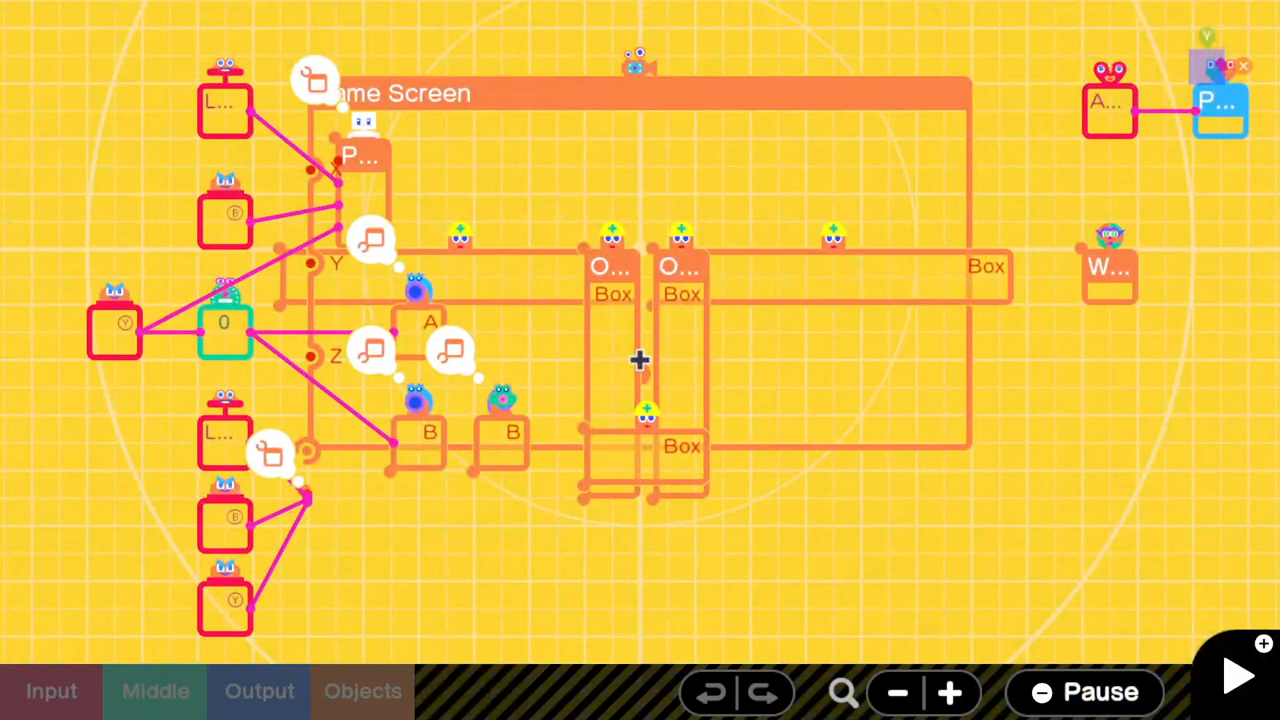 Y
L...
ame Screen
A...
P...
P...
X
B
Y
Box
O...
O...
W...
Box
Box
Y
0
A
Z
L...
B
B
Box
B
Y
Input
Middle
Output
Objects
Pause